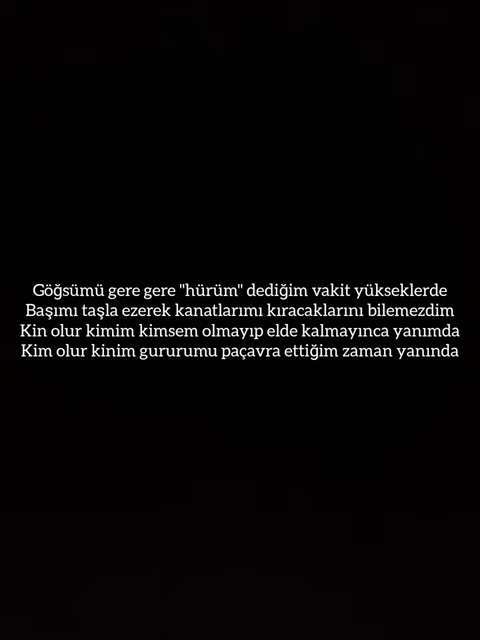 Göğsümü gere gere "hürüm" dediğim vakit yükseklerde
Başımı taşla ezerek kanatlarımı kıracaklarını bilemezdim
Kin olur kimim kimsem olmayıp elde kalmayınca yanımda
Kim olur kinim gururumu paçavra ettiğim zaman yanında